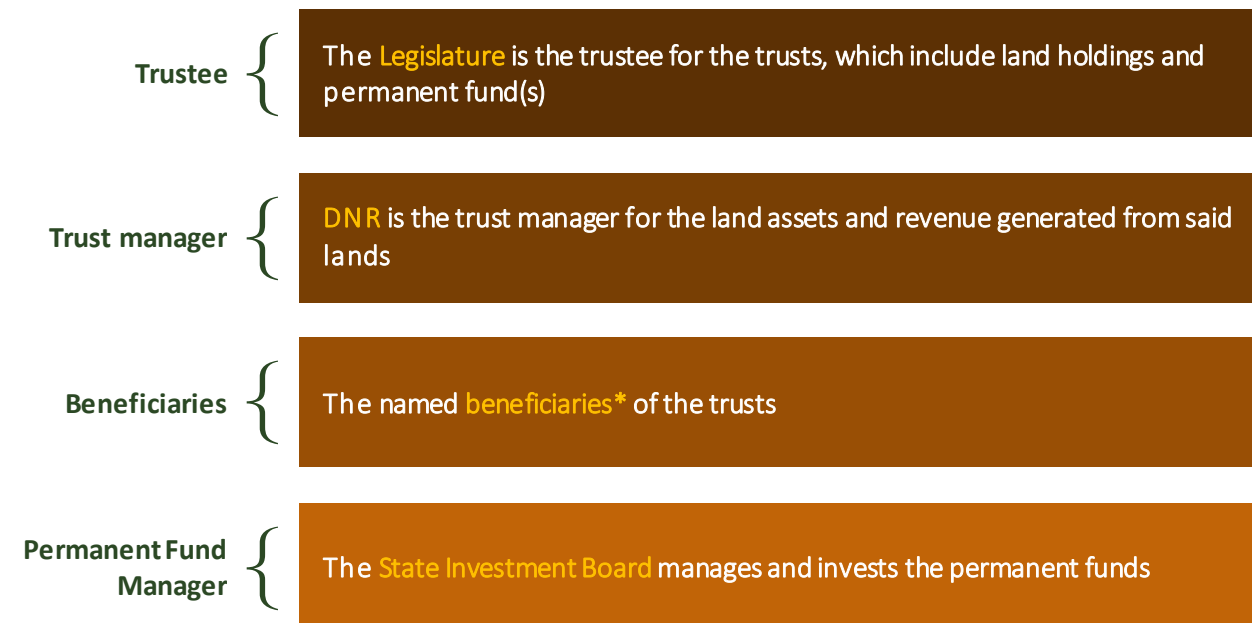 Trustee
The Legislature is the trustee for the trusts, which include land holdings and
permanent fund(s)
Trust manager
DNR is the trust manager for the land assets and revenue generated from said
lands
Beneficiaries
The named beneficiaries* of the trusts
Permanent Fund
Manager
The State Investment Board manages and invests the permanent funds